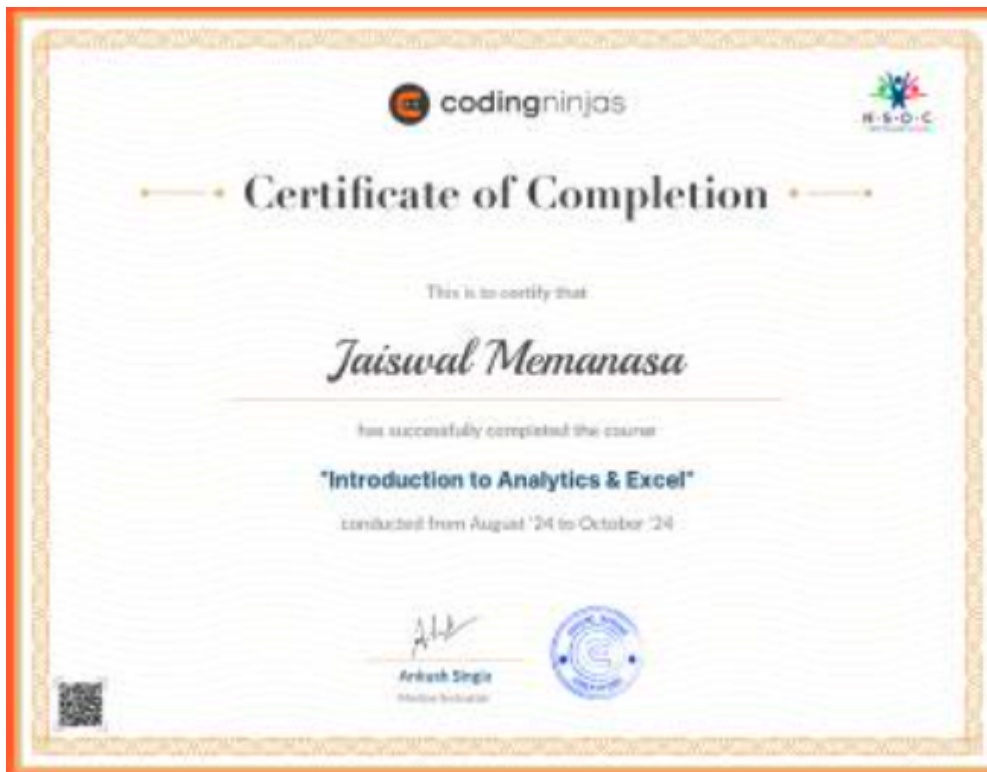 codingninjas
N·S·D·C
Certificate of Completion
This is to certify that
Jaiswal Memanasa
has successfully completed the course
"Introduction to Analytics & Excel"
conducted from August '24 to October '24
Ankush Singla